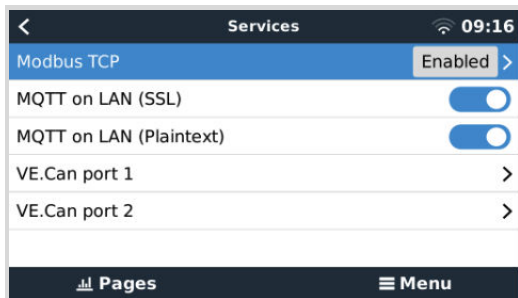 Services 09:16
Modbus TCP Enabled
MQTT on LAN (SSL)
MQTT on LAN (Plaintext)
VE.Can port 1
VE.Can port 2
Pages Menu